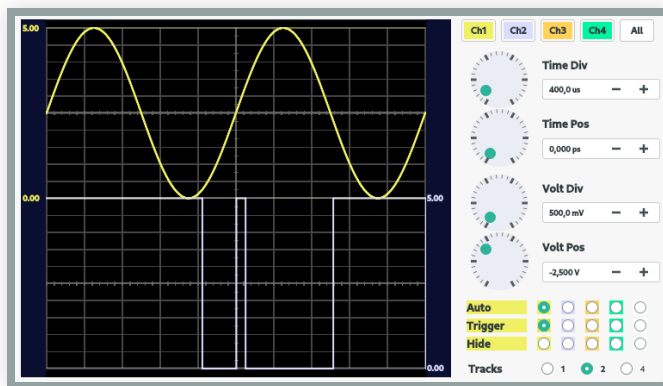 5.00
0.00
5.00
0.00
Ch1 Ch2 Ch3 Ch4 All
Time Div
400,0 us − +
Time Pos
0,000 ps − +
Volt Div
500,0 mV − +
Volt Pos
-2,500 V − +
Auto
Trigger
Hide
Tracks 1 2 4